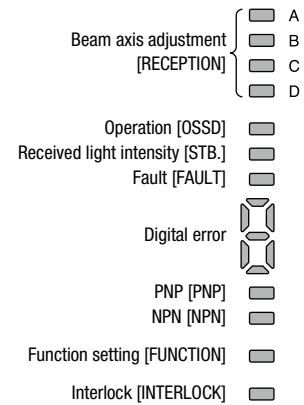 A
Beam axis adjustment B
[RECEPTION] C
D
Operation [OSSD]
Received light intensity [STB.]
Fault [FAULT]
Digital error
PNP [PNP]
NPN [NPN]
Function setting [FUNCTION]
Interlock [INTERLOCK]